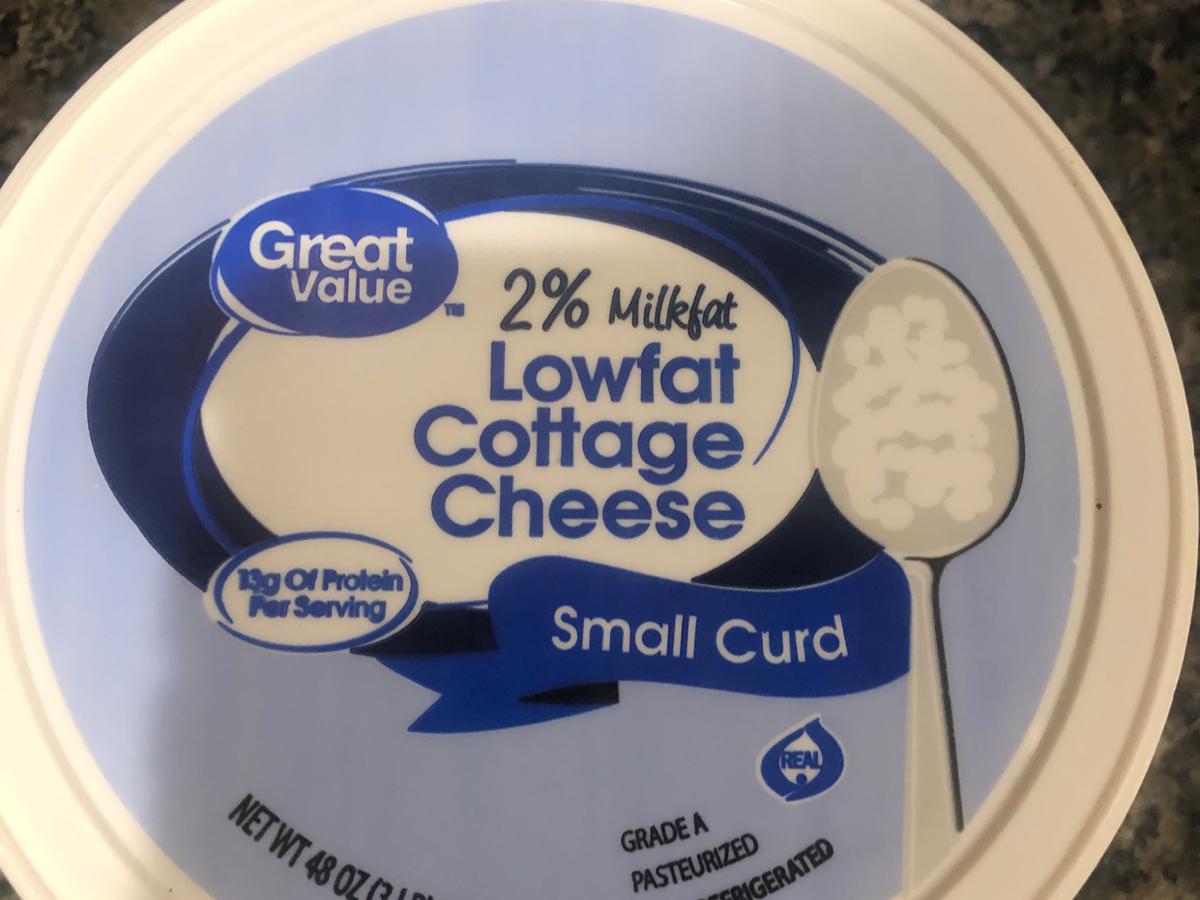 Great
Value
™
2% Milkfat
Lowfat
Cottage
Cheese
13g Of Protein
Per Serving
Small Curd
REAL
NET WT 48 OZ (3
GRADE A
PASTEURIZED